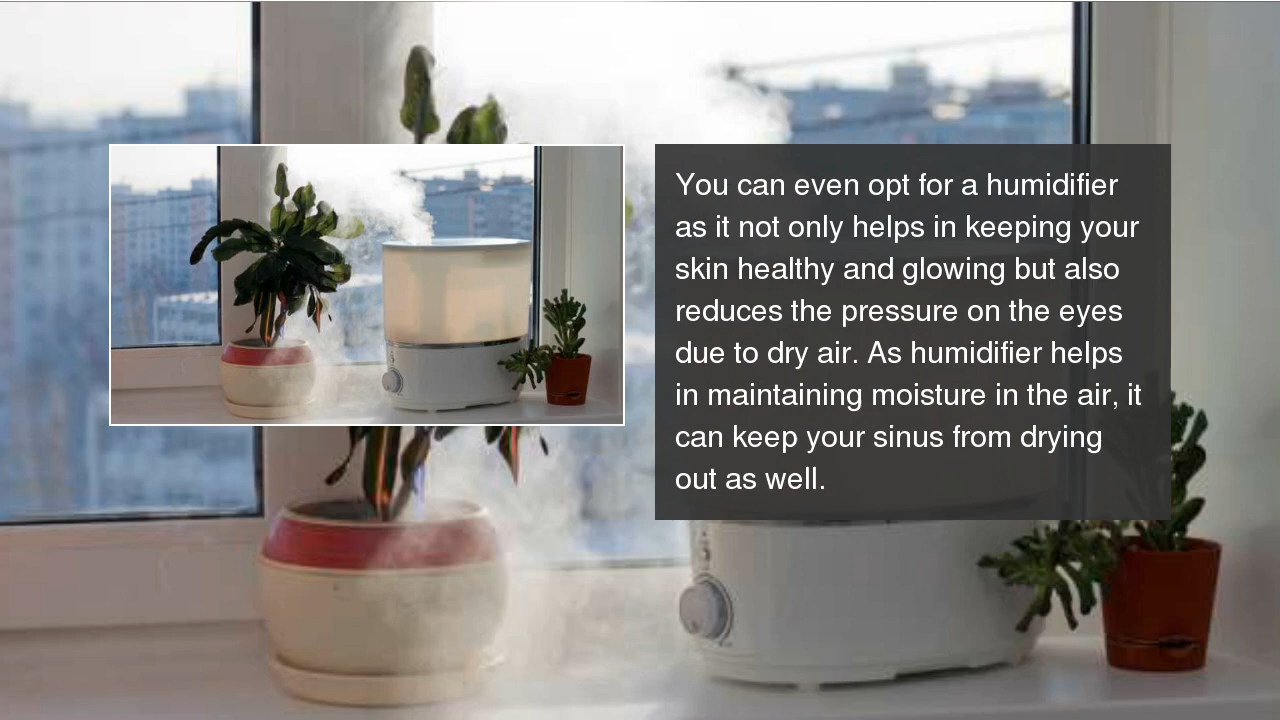 You can even opt for a humidifier
as it not only helps in keeping your
skin healthy and glowing but also
reduces the pressure on the eyes
due to dry air. As humidifier helps
in maintaining moisture in the air, it
can keep your sinus from drying
out as well.